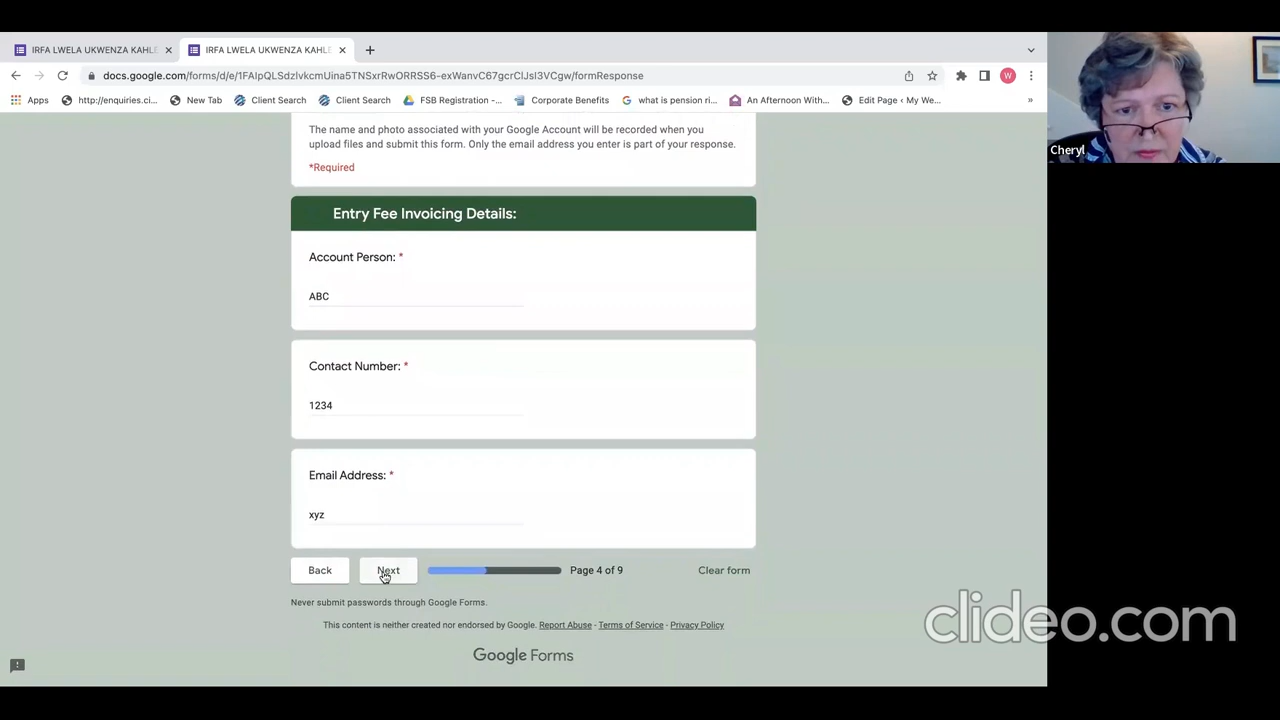 IRFA LWELA UKWENZA KAHLE
IRFA LWELA UKWENZA KAHLE
docs.google.com/forms/d/e/1FAIpQLSdzlvkcmUina5TNSxrRwORRSS6-exWanvC67gcrClJsI3VCgw/formResponse
W
Apps
http://enquiries.ci...
New Tab
Client Search
Client Search
FSB Registration -...
Corporate Benefits
what is pension ri...
An Afternoon With...
Edit Page ‹ My We...
»
Cheryl
The name and photo associated with your Google Account will be recorded when you
upload files and submit this form. Only the email address you enter is part of your response.
*Required
Entry Fee Invoicing Details:
Account Person: *
ABC
Contact Number: *
1234
Email Address: *
xyz
Back
Next
Page 4 of 9
Clear form
Never submit passwords through Google Forms.
This content is neither created nor endorsed by Google. Report Abuse - Terms of Service - Privacy Policy
Google Forms
clideo.com